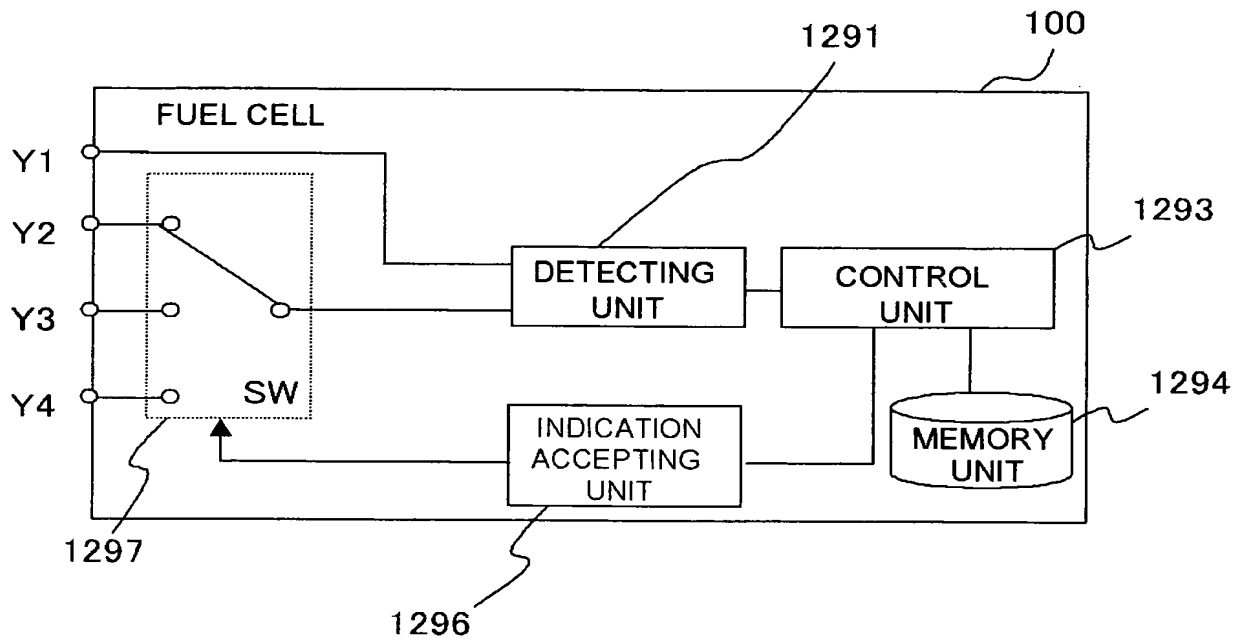 100
1291
FUEL CELL
Y1
Y2
Y3
Y4
SW
DETECTING
UNIT
CONTROL
UNIT
1293
1294
MEMORY
UNIT
INDICATION
ACCEPTING
UNIT
1297
1296